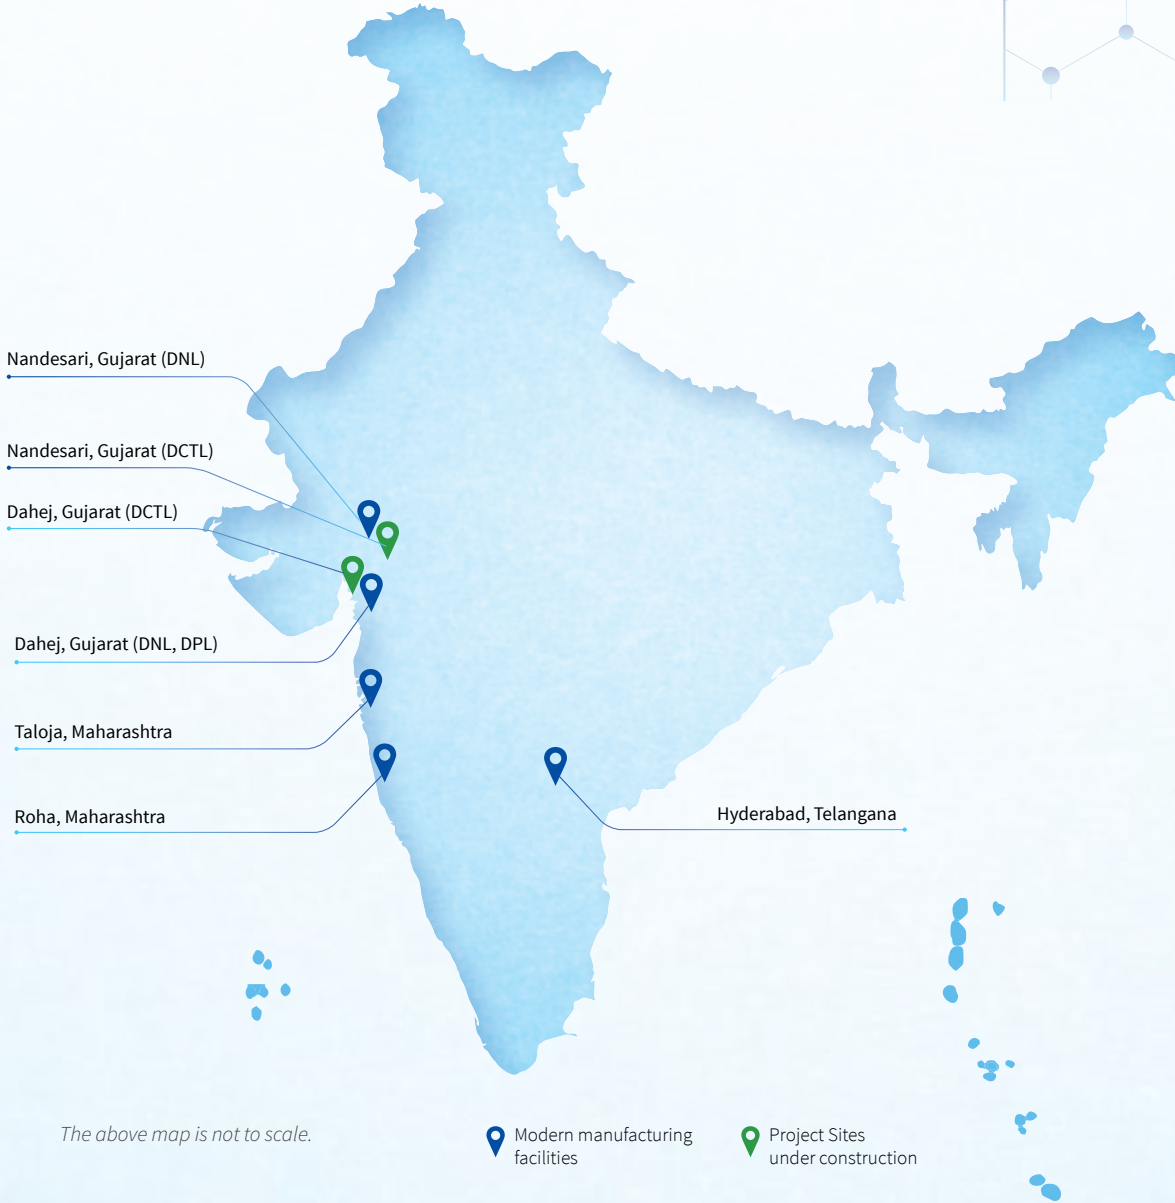 Nandesari, Gujarat (DNL)
Nandesari, Gujarat (DCTL)
Dahej, Gujarat (DCTL)
Dahej, Gujarat (DNL, DPL)
Taloja, Maharashtra
Roha, Maharashtra
Hyderabad, Telangana
The above map is not to scale.
Modern manufacturing
facilities
Project Sites
under construction